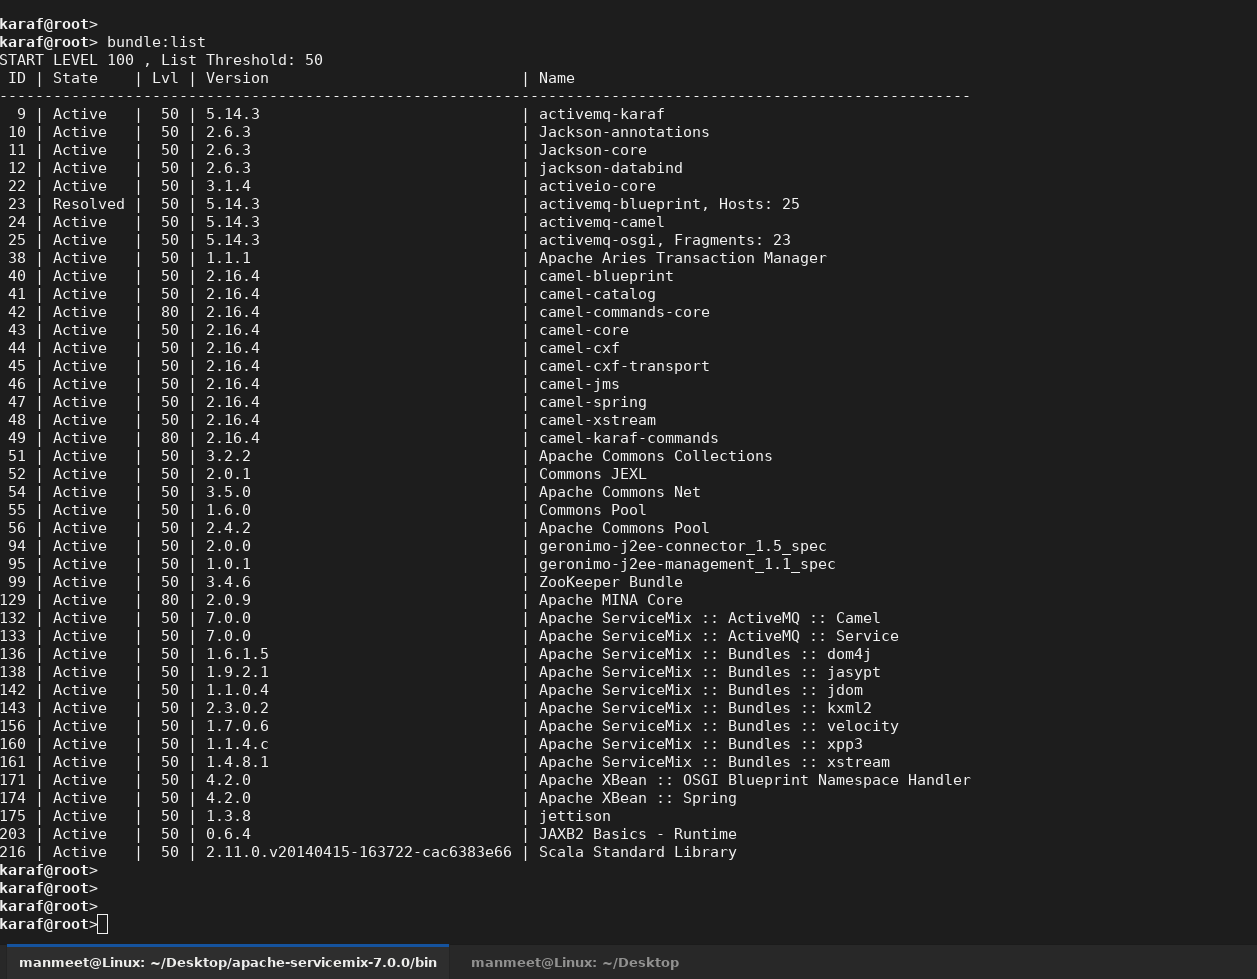 karaf@root>
karaf@root> bundle:list
START LEVEL 100 , List Threshold: 50
 ID | State    | Lvl | Version                            | Name
------------------------------------------------------------------------------------------------------------
  9 | Active   |  50 | 5.14.3                             | activemq-karaf
 10 | Active   |  50 | 2.6.3                              | Jackson-annotations
 11 | Active   |  50 | 2.6.3                              | Jackson-core
 12 | Active   |  50 | 2.6.3                              | jackson-databind
 22 | Active   |  50 | 3.1.4                              | activeio-core
 23 | Resolved |  50 | 5.14.3                             | activemq-blueprint, Hosts: 25
 24 | Active   |  50 | 5.14.3                             | activemq-camel
 25 | Active   |  50 | 5.14.3                             | activemq-osgi, Fragments: 23
 38 | Active   |  50 | 1.1.1                              | Apache Aries Transaction Manager
 40 | Active   |  50 | 2.16.4                             | camel-blueprint
 41 | Active   |  50 | 2.16.4                             | camel-catalog
 42 | Active   |  80 | 2.16.4                             | camel-commands-core
 43 | Active   |  50 | 2.16.4                             | camel-core
 44 | Active   |  50 | 2.16.4                             | camel-cxf
 45 | Active   |  50 | 2.16.4                             | camel-cxf-transport
 46 | Active   |  50 | 2.16.4                             | camel-jms
 47 | Active   |  50 | 2.16.4                             | camel-spring
 48 | Active   |  50 | 2.16.4                             | camel-xstream
 49 | Active   |  80 | 2.16.4                             | camel-karaf-commands
 51 | Active   |  50 | 3.2.2                              | Apache Commons Collections
 52 | Active   |  50 | 2.0.1                              | Commons JEXL
 54 | Active   |  50 | 3.5.0                              | Apache Commons Net
 55 | Active   |  50 | 1.6.0                              | Commons Pool
 56 | Active   |  50 | 2.4.2                              | Apache Commons Pool
 94 | Active   |  50 | 2.0.0                              | geronimo-j2ee-connector_1.5_spec
 95 | Active   |  50 | 1.0.1                              | geronimo-j2ee-management_1.1_spec
 99 | Active   |  50 | 3.4.6                              | ZooKeeper Bundle
129 | Active   |  80 | 2.0.9                              | Apache MINA Core
132 | Active   |  50 | 7.0.0                              | Apache ServiceMix :: ActiveMQ :: Camel
133 | Active   |  50 | 7.0.0                              | Apache ServiceMix :: ActiveMQ :: Service
136 | Active   |  50 | 1.6.1.5                            | Apache ServiceMix :: Bundles :: dom4j
138 | Active   |  50 | 1.9.2.1                            | Apache ServiceMix :: Bundles :: jasypt
142 | Active   |  50 | 1.1.0.4                            | Apache ServiceMix :: Bundles :: jdom
143 | Active   |  50 | 2.3.0.2                            | Apache ServiceMix :: Bundles :: kxml2
156 | Active   |  50 | 1.7.0.6                            | Apache ServiceMix :: Bundles :: velocity
160 | Active   |  50 | 1.1.4.c                            | Apache ServiceMix :: Bundles :: xpp3
161 | Active   |  50 | 1.4.8.1                            | Apache ServiceMix :: Bundles :: xstream
171 | Active   |  50 | 4.2.0                              | Apache XBean :: OSGI Blueprint Namespace Handler
174 | Active   |  50 | 4.2.0                              | Apache XBean :: Spring
175 | Active   |  50 | 1.3.8                              | jettison
203 | Active   |  50 | 0.6.4                              | JAXB2 Basics - Runtime
216 | Active   |  50 | 2.11.0.v20140415-163722-cac6383e66 | Scala Standard Library
karaf@root>
karaf@root>
karaf@root>
karaf@root>
manmeet@Linux: ~/Desktop/apache-servicemix-7.0.0/bin
manmeet@Linux: ~/Desktop